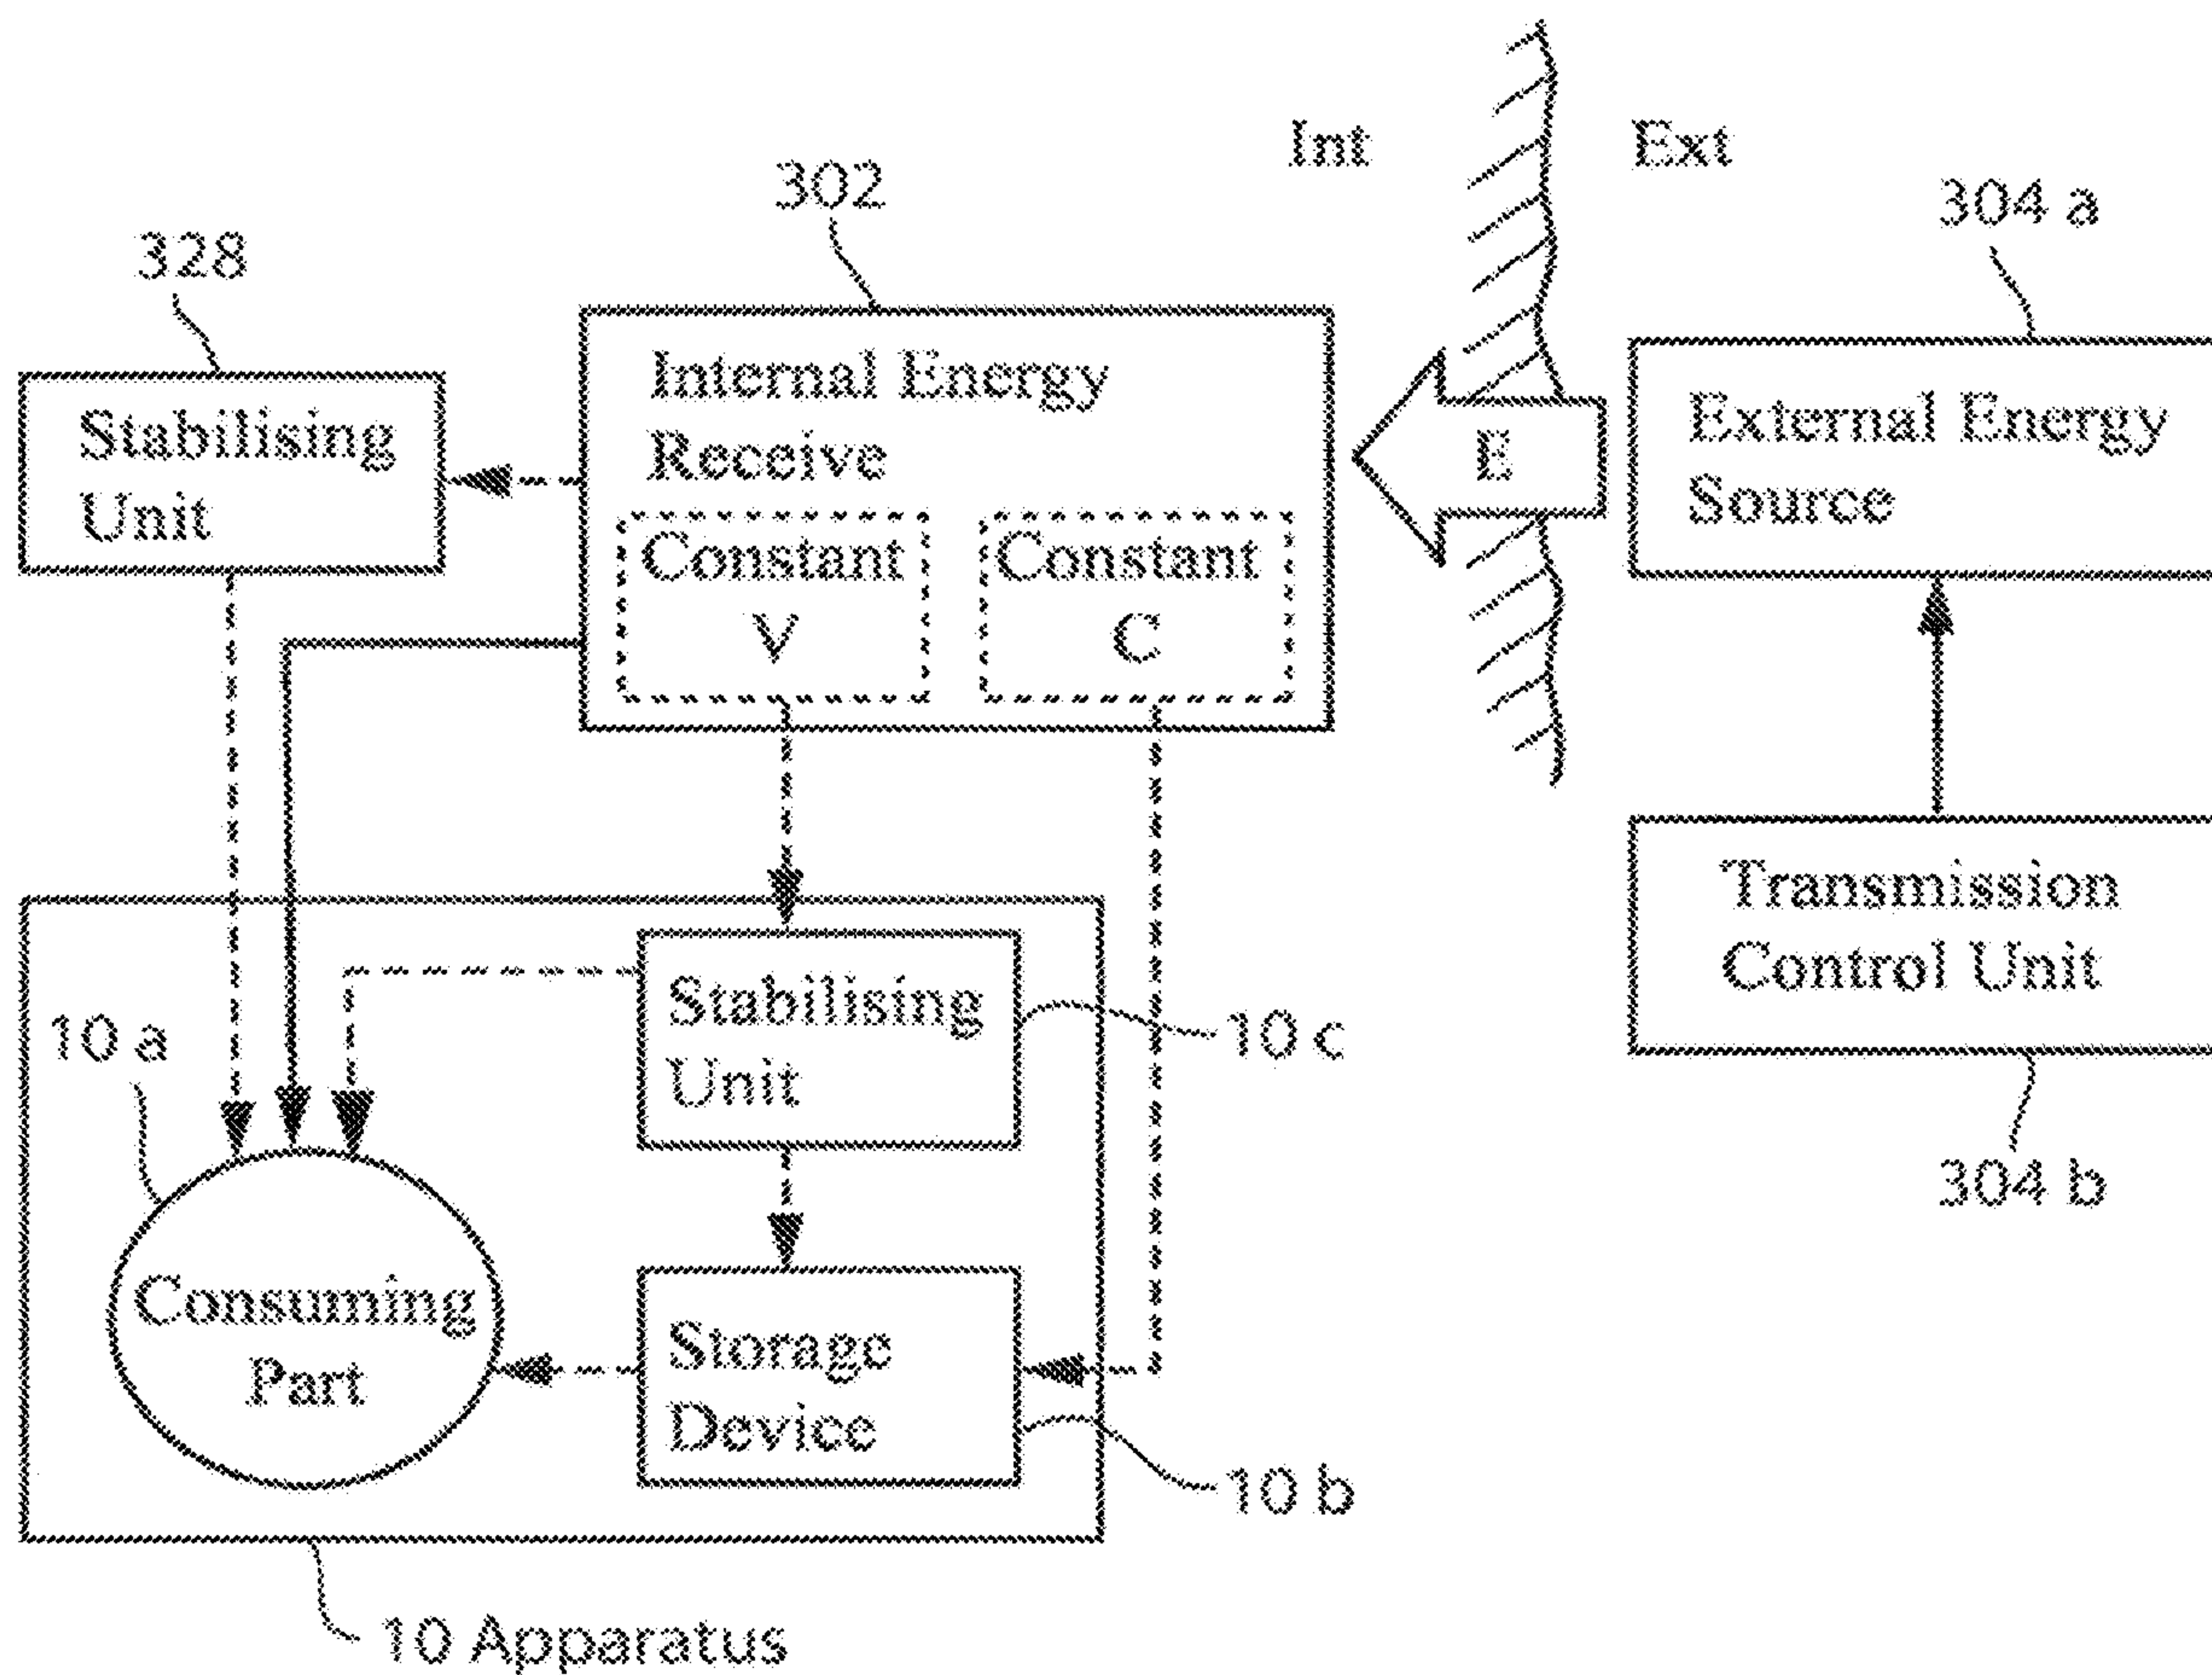 Int
Ext
302
304 a
328
Internal Energy
Receive
Constant
V
Constant
C
E
External Energy
Source
Stabilising
Unit
Transmission
Control Unit
304 b
10 a
Stabilising
Unit
10 c
Consuming
Part
Storage
Device
10 b
10 Apparatus